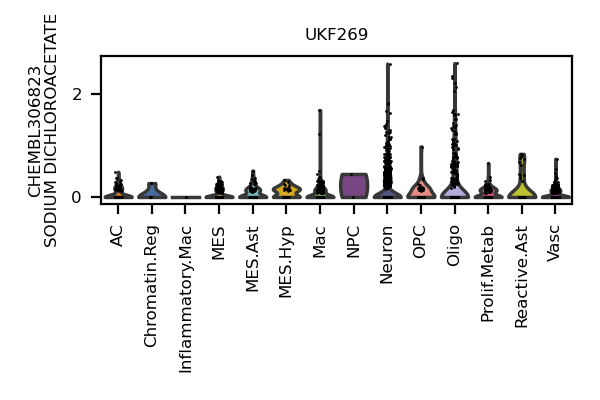 UKF269
CHEMBL306823
SODIUM DICHLOROACETATE
2
0
AC
Chromatin.Reg
Inflammatory.Mac
MES
MES.Ast
MES.Hyp
Mac
NPC
Neuron
OPC
Oligo
Prolif.Metab
Reactive.Ast
Vasc